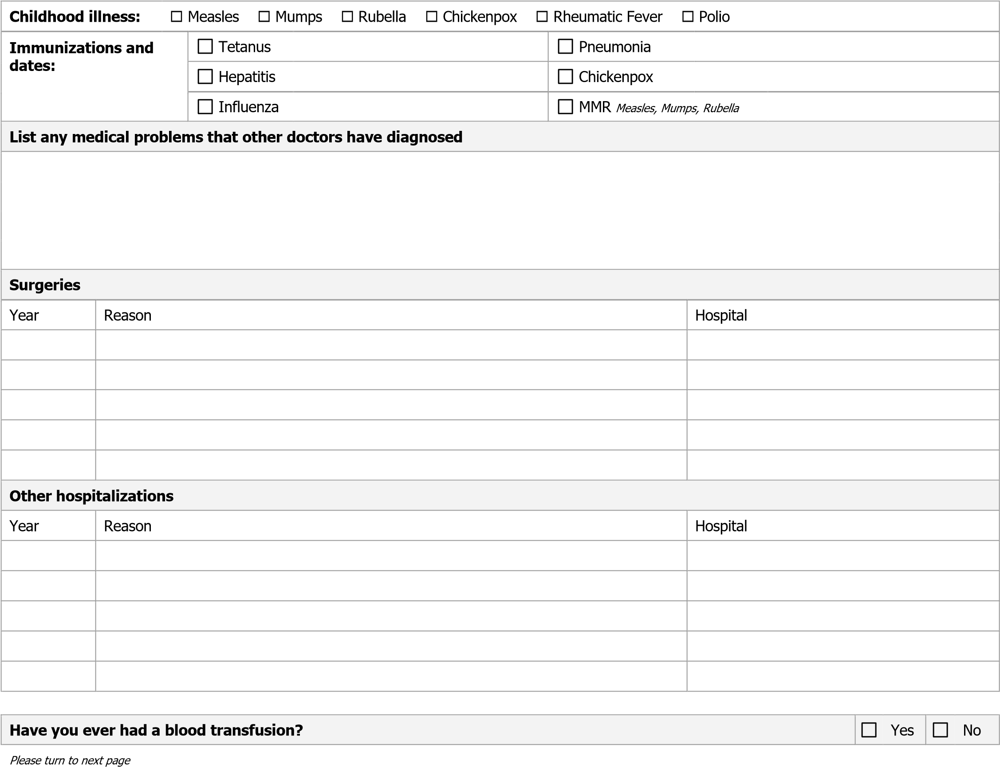 Childhood illness: ☐ Measles ☐ Mumps ☐ Rubella ☐ Chickenpox ☐ Rheumatic Fever ☐ Polio
Immunizations and
dates:
☐ Tetanus ☐ Pneumonia
☐ Hepatitis ☐ Chickenpox
☐ Influenza ☐ MMR Measles, Mumps, Rubella
List any medical problems that other doctors have diagnosed
Surgeries
Year Reason Hospital
Other hospitalizations
Year Reason Hospital
Have you ever had a blood transfusion? ☐ Yes ☐ No
Please turn to next page